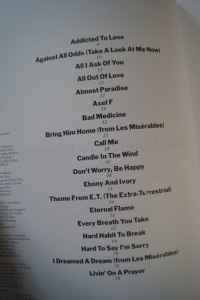 Addicted To Love
Against All Odds (Take A Look At Me Now)
All I Ask Of You
All Out Of Love
Almost Paradise
Axel F
Bad Medicine
Bring Him Home (from Les Misérables)
Call Me
Candle In The Wind
Don't Worry, Be Happy
Ebony And Ivory
Theme From E.T. (The Extra-Terrestrial)
Eternal Flame
Every Breath You Take
Hard Habit To Break
Hard To Say I'm Sorry
I Dreamed A Dream (from Les Misérables)
Livin' On A Prayer